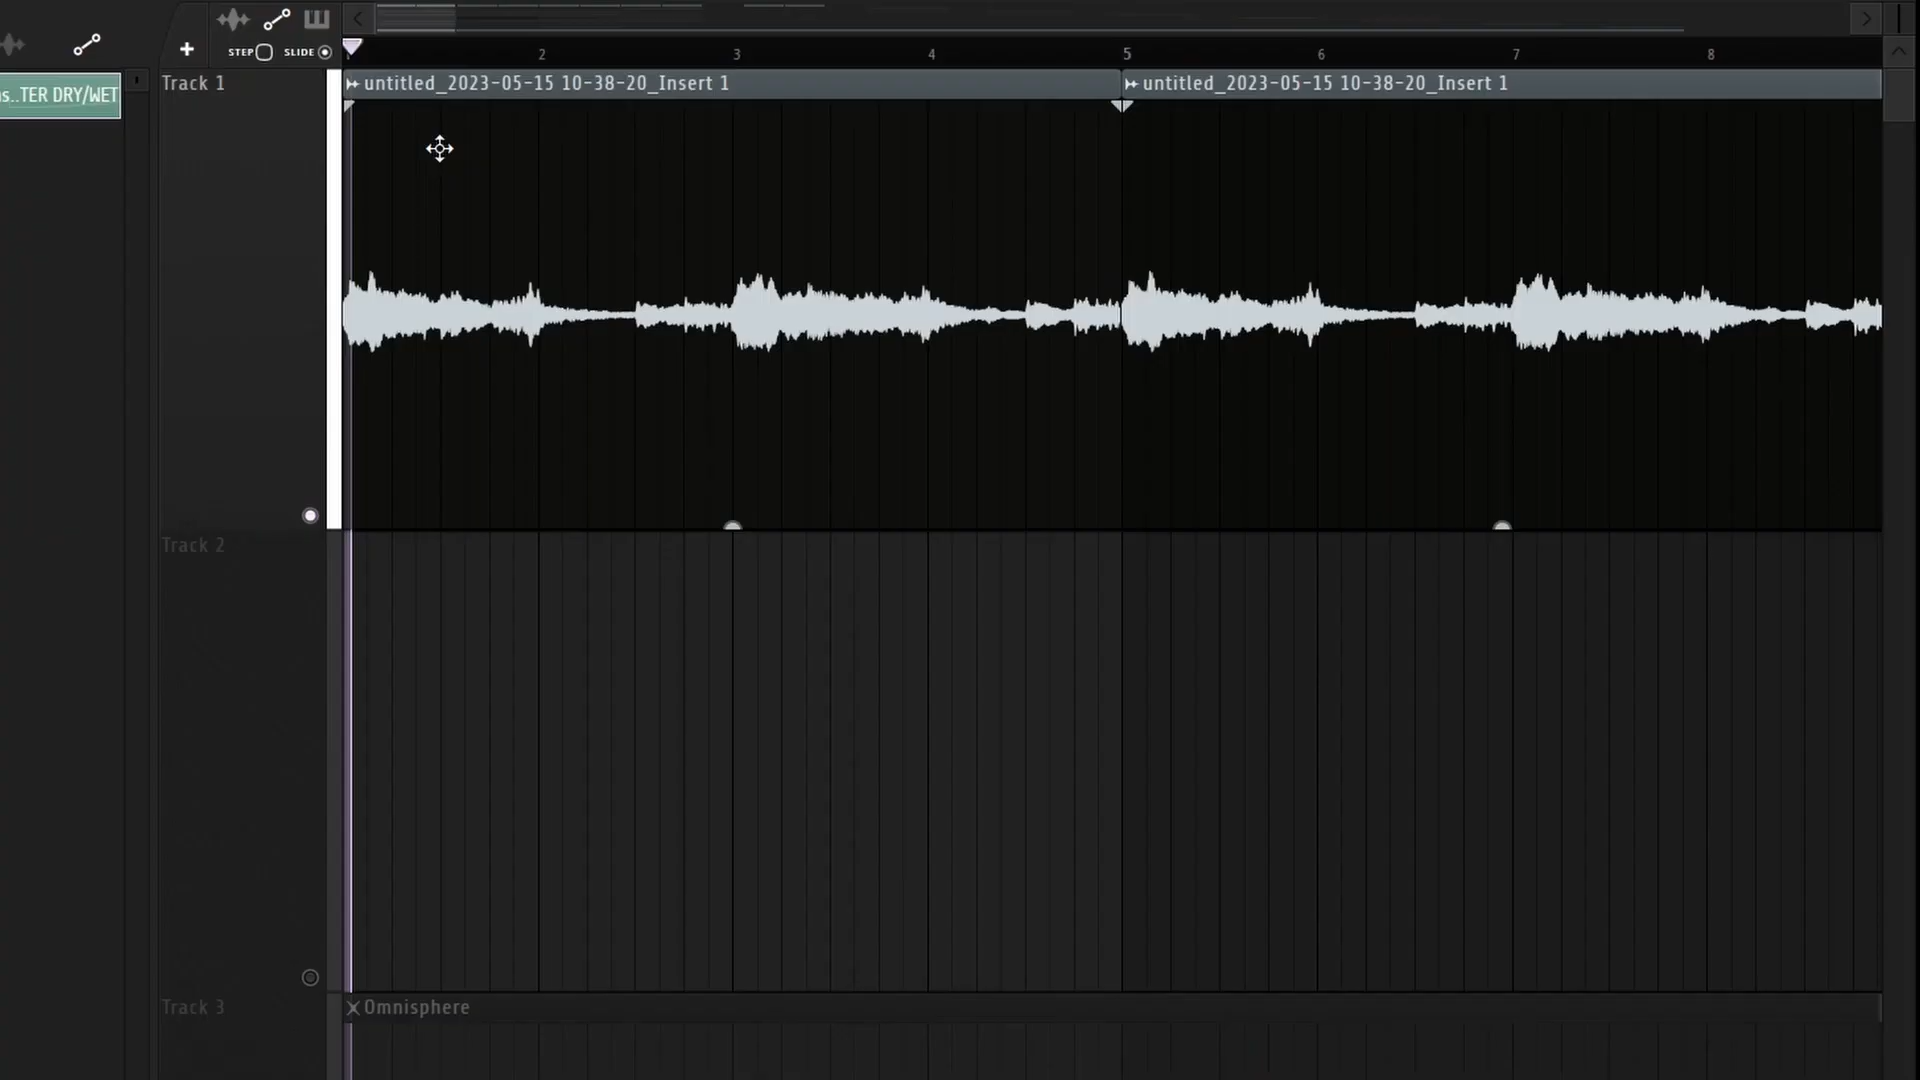 STEP SLIDE
2 3 4 5 6 7 8
s..TER DRY/WET
Track 1
untitled_2023-05-15 10-38-20_Insert 1
untitled_2023-05-15 10-38-20_Insert 1
Track 2
Track 3
Omnisphere